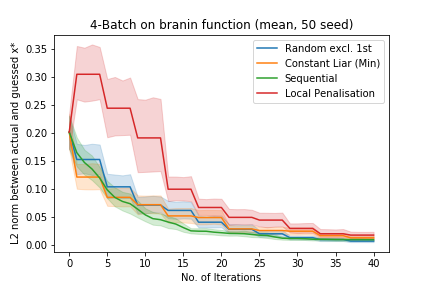 4-Batch on branin function (mean, 50 seed)
L2 norm between actual and guessed x*
0.35
0.30
0.25
0.20
0.15
0.10
0.05
0.00
Random excl. 1st
Constant Liar (Min)
Sequential
Local Penalisation
0 5 10 15 20 25 30 35 40
No. of Iterations